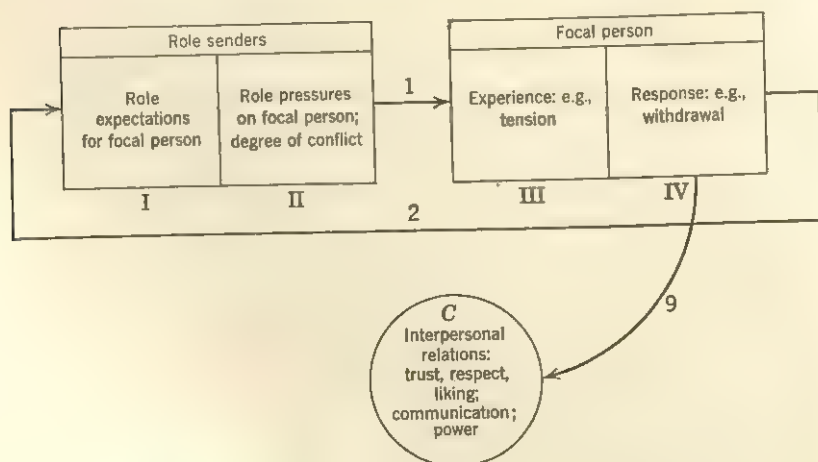 Role senders
Role
expectations
for focal person
Role pressures
on focal person;
degree of conflict
I
II
1
Focal person
Experience: e.g.,
tension
Response: e.g.,
withdrawal
III
IV
2
9
C
Interpersonal
relations:
trust, respect,
liking;
communication;
power